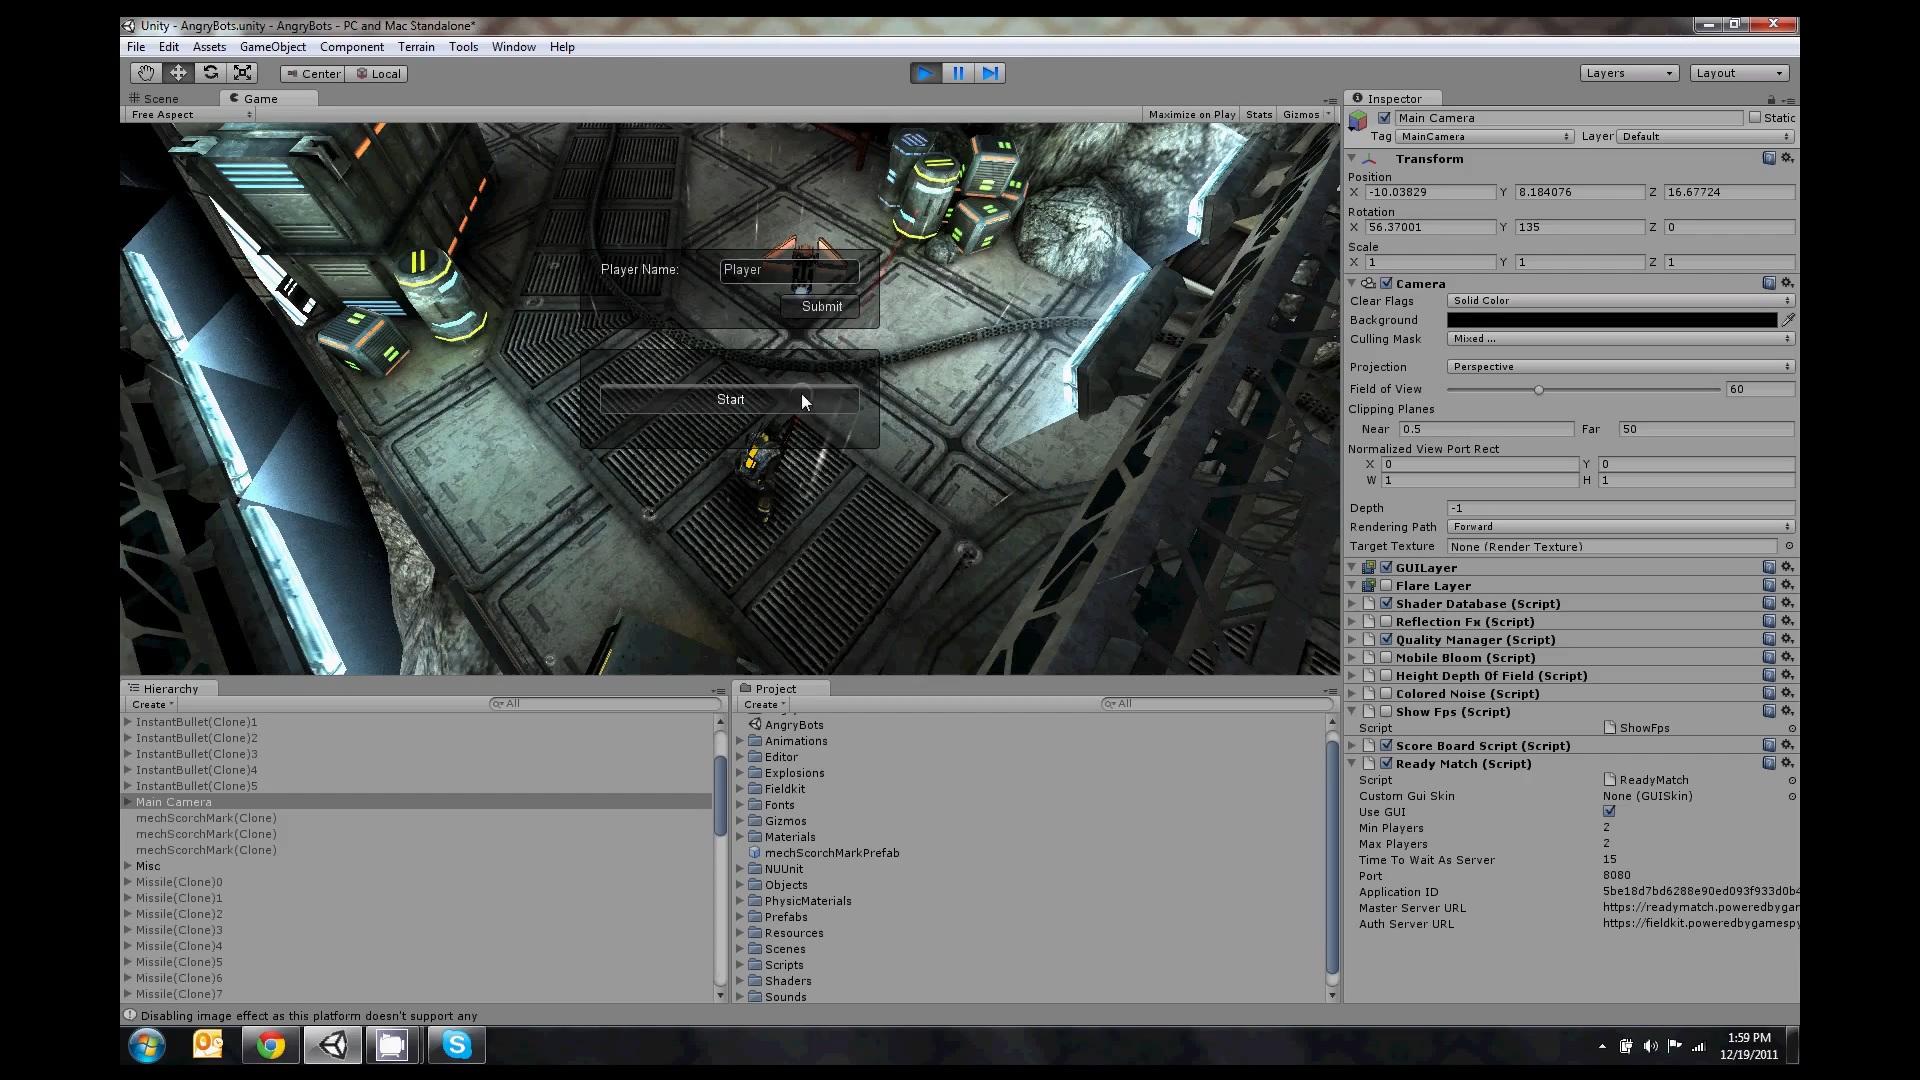 Unity - AngryBots.unity - AngryBots - PC and Mac Standalone*
File Edit Assets GameObject Component Terrain Tools Window Help
Center Local
Layers Layout
Scene Game
Free Aspect
Maximize on Play Stats Gizmos
Player Name: Player
Submit
Start
Inspector
Main Camera Static
Tag MainCamera Layer Default
Transform
Position
X -10.03829 Y 8.184076 Z 16.67724
Rotation
X 56.37001 Y 135 Z 0
Scale
X 1 Y 1 Z 1
Camera
Clear Flags Solid Color
Background
Culling Mask Mixed ...
Projection Perspective
Field of View 60
Clipping Planes
Near 0.5 Far 50
Normalized View Port Rect
X 0 Y 0
W 1 H 1
Depth -1
Rendering Path Forward
Target Texture None (Render Texture)
GUILayer
Flare Layer
Shader Database (Script)
Reflection Fx (Script)
Quality Manager (Script)
Mobile Bloom (Script)
Height Depth Of Field (Script)
Colored Noise (Script)
Show Fps (Script)
Script ShowFps
Score Board Script (Script)
Ready Match (Script)
Script ReadyMatch
Custom Gui Skin None (GUISkin)
Use GUI
Min Players 2
Max Players 2
Time To Wait As Server 15
Port 8080
Application ID 5be18d7bd6288e90ed093f933d0b4
Master Server URL https://readymatch.poweredbygar
Auth Server URL https://fieldkit.poweredbygamespy
Hierarchy
Create All
InstantBullet(Clone)1
InstantBullet(Clone)2
InstantBullet(Clone)3
InstantBullet(Clone)4
InstantBullet(Clone)5
Main Camera
mechScorchMark(Clone)
mechScorchMark(Clone)
mechScorchMark(Clone)
Misc
Missile(Clone)0
Missile(Clone)1
Missile(Clone)2
Missile(Clone)3
Missile(Clone)4
Missile(Clone)5
Missile(Clone)6
Missile(Clone)7
Project
Create All
AngryBots
Animations
Editor
Explosions
Fieldkit
Fonts
Gizmos
Materials
mechScorchMarkPrefab
NUUnit
Objects
PhysicMaterials
Prefabs
Resources
Scenes
Scripts
Shaders
Sounds
Disabling image effect as this platform doesn't support any
1:59 PM
12/19/2011